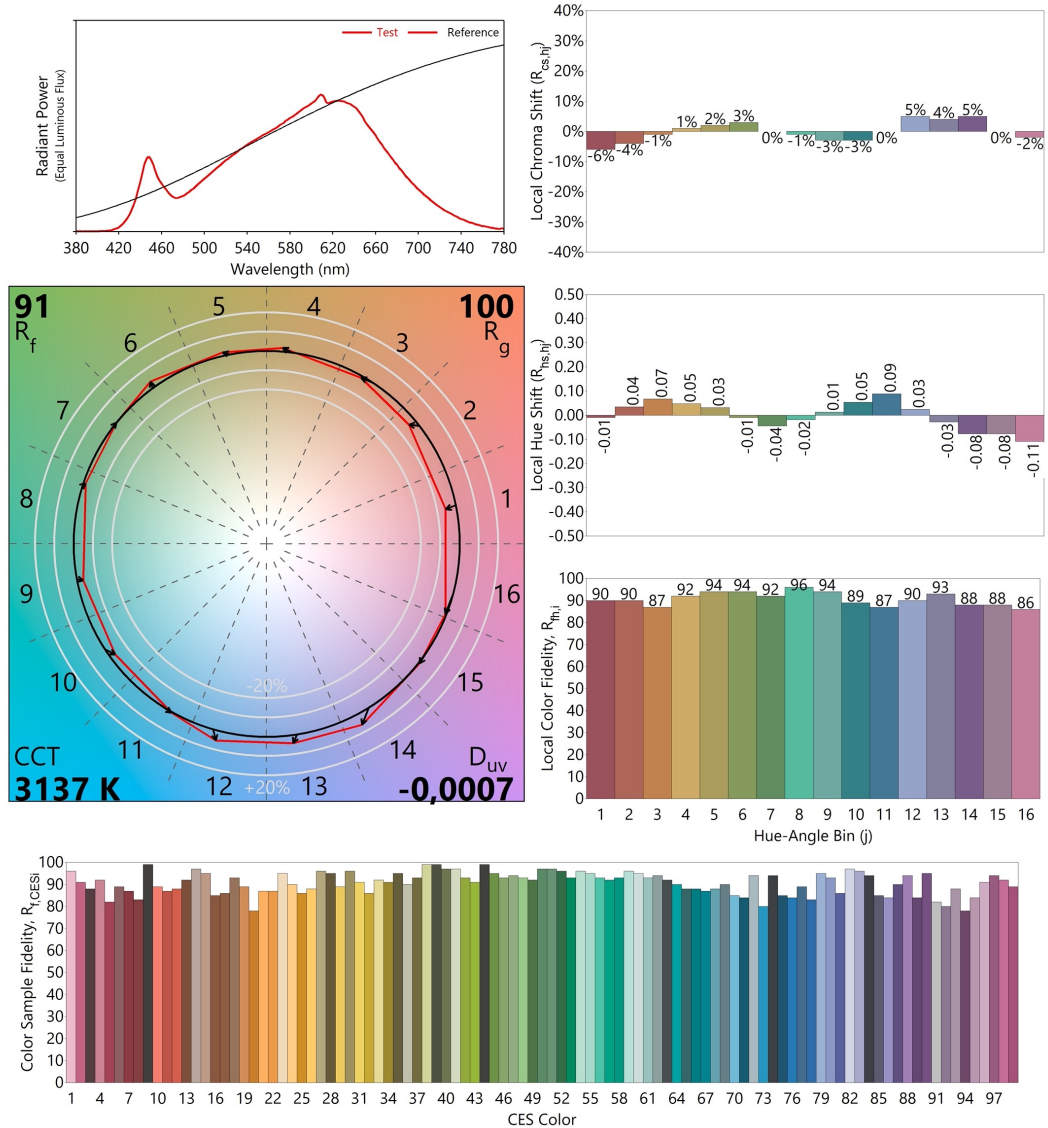 Radiant Power
(Equal Luminous Flux)
Test Reference
380 420 460 500 540 580 620 660 700 740 780
Wavelength (nm)
Local Chroma Shift (Rcs,hj)
40%
30%
20%
10%
0%
-10%
-20%
-30%
-40%
-6% -4% -1% 1% 2% 3% 0% -1% -3% -3% 0% 5% 4% 5% 0% -2%
91
Rf
100
Rg
5 4
6 3
7 2
8 1
9 16
10 15
11 14
12 13
-20%
+20%
CCT
3137 K
Duv
-0,0007
Local Hue Shift (Rhs,hj)
0.50
0.40
0.30
0.20
0.10
0.00
-0.10
-0.20
-0.30
-0.40
-0.50
-0.01 0.04 0.07 0.05 0.03 -0.01 -0.04 -0.02 0.01 0.05 0.09 0.03 -0.03 -0.08 -0.08 -0.11
Local Color Fidelity, Rfh,i
100
90
80
70
60
50
40
30
20
10
0
90 90 87 92 94 94 92 96 94 89 87 90 93 88 88 86
1 2 3 4 5 6 7 8 9 10 11 12 13 14 15 16
Hue-Angle Bin (j)
Color Sample Fidelity, Rf,CESi
100
90
80
70
60
50
40
30
20
10
0
1 4 7 10 13 16 19 22 25 28 31 34 37 40 43 46 49 52 55 58 61 64 67 70 73 76 79 82 85 88 91 94 97
CES Color